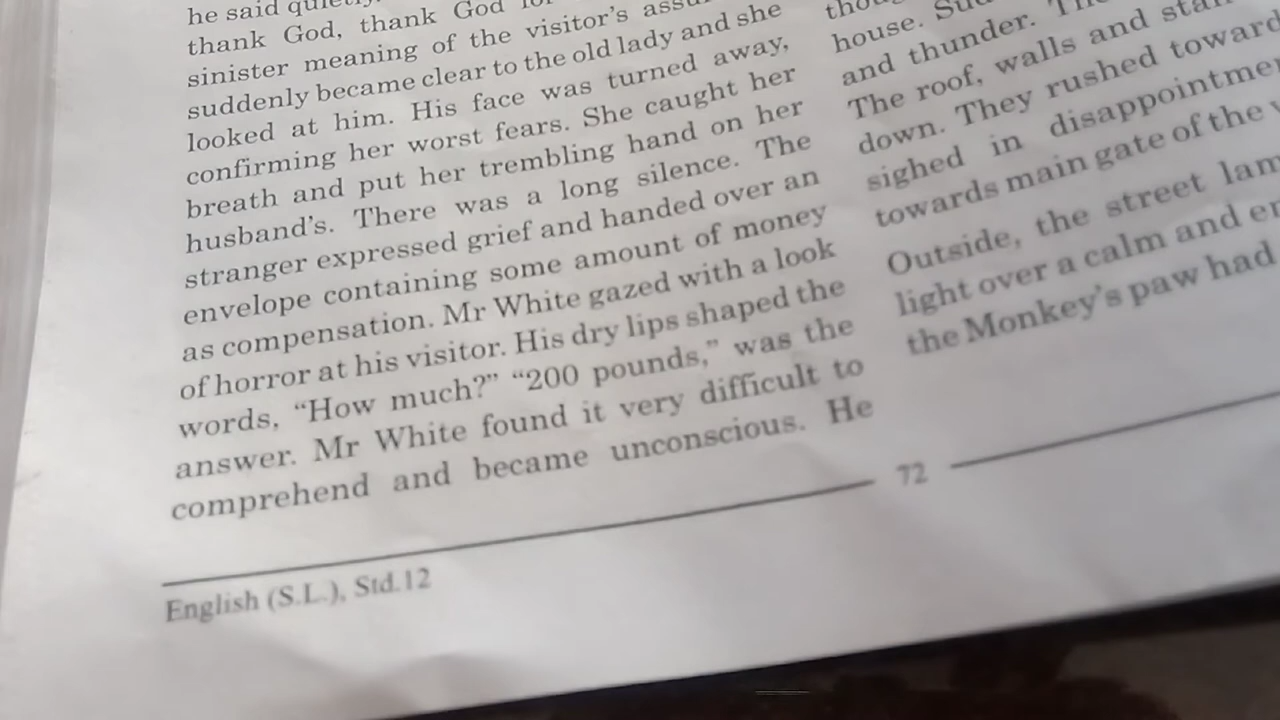 he said quietly.
thank God, thank God
sinister meaning of the visitor's
suddenly became clear to the old lady and she
looked at him. His face was turned away,
confirming her worst fears. She caught her
breath and put her trembling hand on her
husband's. There was a long silence. The
stranger expressed grief and handed over an
envelope containing some amount of money
as compensation. Mr White gazed with a look
of horror at his visitor. His dry lips shaped the
words, “How much?” “200 pounds,” was the
answer. Mr White found it very difficult to
comprehend and became unconscious. He
house.
and thunder.
The roof, walls and
down. They rushed
sighed in
towards main gate of the
Outside, the street
light over a calm and
the Monkey's paw had
72
English (S.L.), Std.12